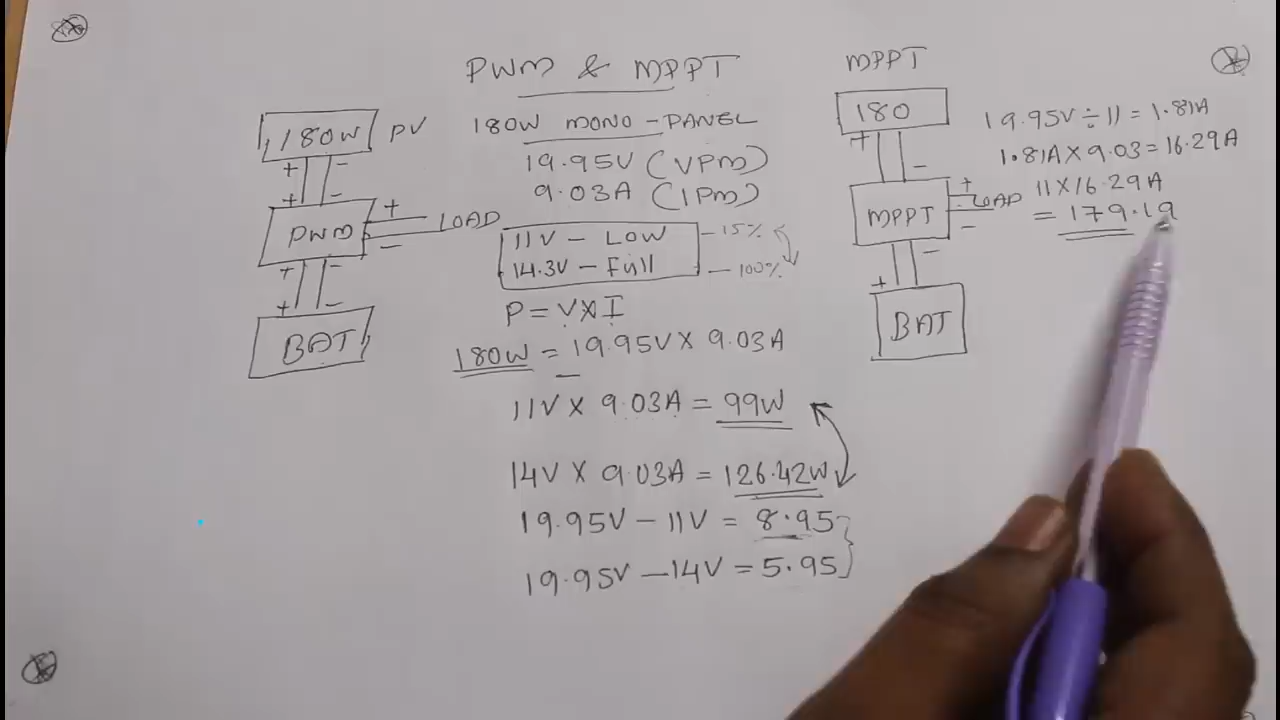 PWM & MPPT
180W PV
+ -
+ -
PWM
+
LOAD
-
+ -
+ -
BAT
180W MONO-PANEL
19.95V (VPM)
9.03A (IPM)
11V - Low - 15%
14.3V - Full - 100%
P = V X I
180W = 19.95V X 9.03A
11V X 9.03A = 99W
14V X 9.03A = 126.42W
19.95V - 11V = 8.95
19.95V - 14V = 5.95
MPPT
180
+
-
MPPT
+
LOAD
-
-
+
BAT
19.95V ÷ 11 = 1.81A
1.81A X 9.03 = 16.29A
11 X 16.29A
= 179.19